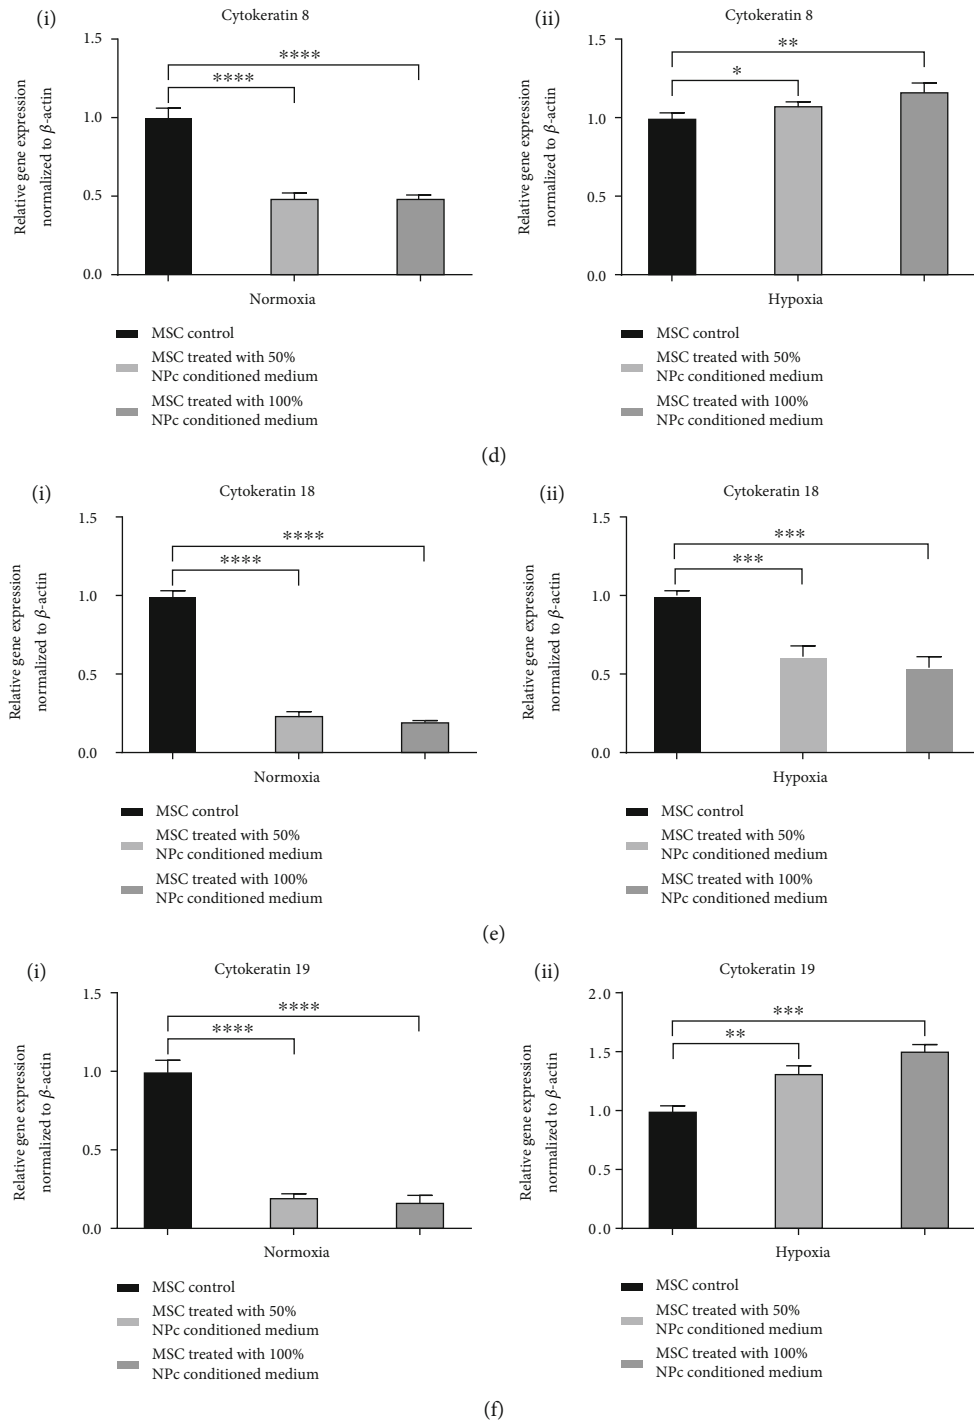 (i)
Cytokeratin 8
Relative gene expression
normalized to β-actin
1.5
1.0
0.5
0.0
****
****
Normoxia
MSC control
MSC treated with 50%
NPc conditioned medium
MSC treated with 100%
NPc conditioned medium
(ii)
Cytokeratin 8
Relative gene expression
normalized to β-actin
1.5
1.0
0.5
0.0
**
*
Hypoxia
MSC control
MSC treated with 50%
NPc conditioned medium
MSC treated with 100%
NPc conditioned medium
(d)
(i)
Cytokeratin 18
Relative gene expression
normalized to β-actin
1.5
1.0
0.5
0.0
****
****
Normoxia
MSC control
MSC treated with 50%
NPc conditioned medium
MSC treated with 100%
NPc conditioned medium
(ii)
Cytokeratin 18
Relative gene expression
normalized to β-actin
1.5
1.0
0.5
0.0
***
***
Hypoxia
MSC control
MSC treated with 50%
NPc conditioned medium
MSC treated with 100%
NPc conditioned medium
(e)
(i)
Cytokeratin 19
Relative gene expression
normalized to β-actin
1.5
1.0
0.5
0.0
****
****
Normoxia
MSC control
MSC treated with 50%
NPc conditioned medium
MSC treated with 100%
NPc conditioned medium
(ii)
Cytokeratin 19
Relative gene expression
normalized to β-actin
2.0
1.5
1.0
0.5
0.0
***
**
Hypoxia
MSC control
MSC treated with 50%
NPc conditioned medium
MSC treated with 100%
NPc conditioned medium
(f)